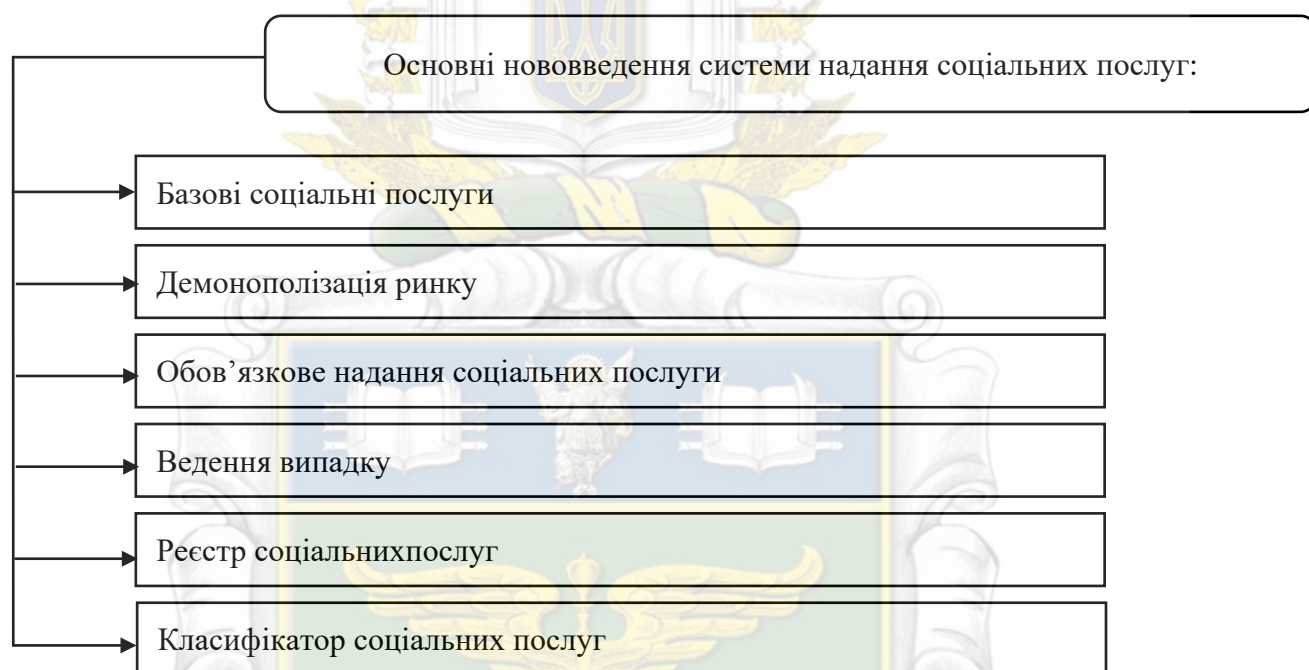 Основні нововведення системи надання соціальних послуг:
Базові соціальні послуги
Демонополізація ринку
Обов’язкове надання соціальних послуги
Ведення випадку
Реєстр соціальнихпослуг
Класифікатор соціальних послуг